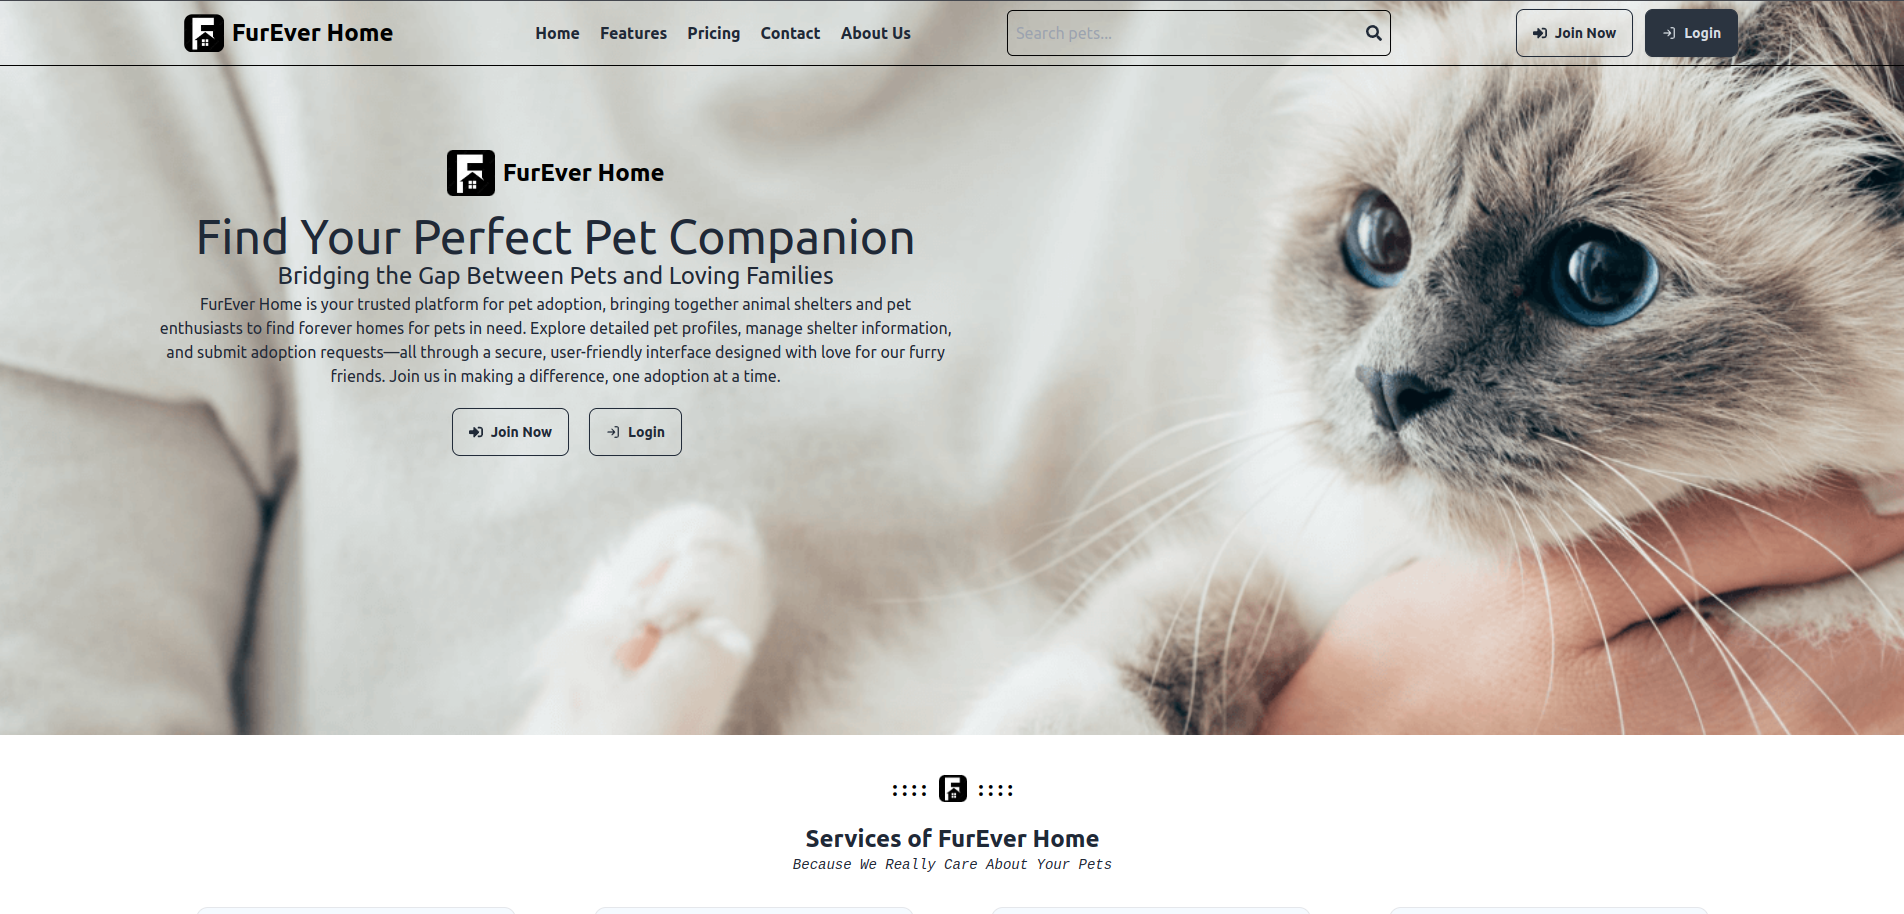 FurEver Home
Home Features Pricing Contact About Us
Search pets...
Join Now
Login
FurEver Home
Find Your Perfect Pet Companion
Bridging the Gap Between Pets and Loving Families
FurEver Home is your trusted platform for pet adoption, bringing together animal shelters and pet
enthusiasts to find forever homes for pets in need. Explore detailed pet profiles, manage shelter information,
and submit adoption requests—all through a secure, user-friendly interface designed with love for our furry
friends. Join us in making a difference, one adoption at a time.
Join Now
Login
:::: ::::
Services of FurEver Home
Because We Really Care About Your Pets